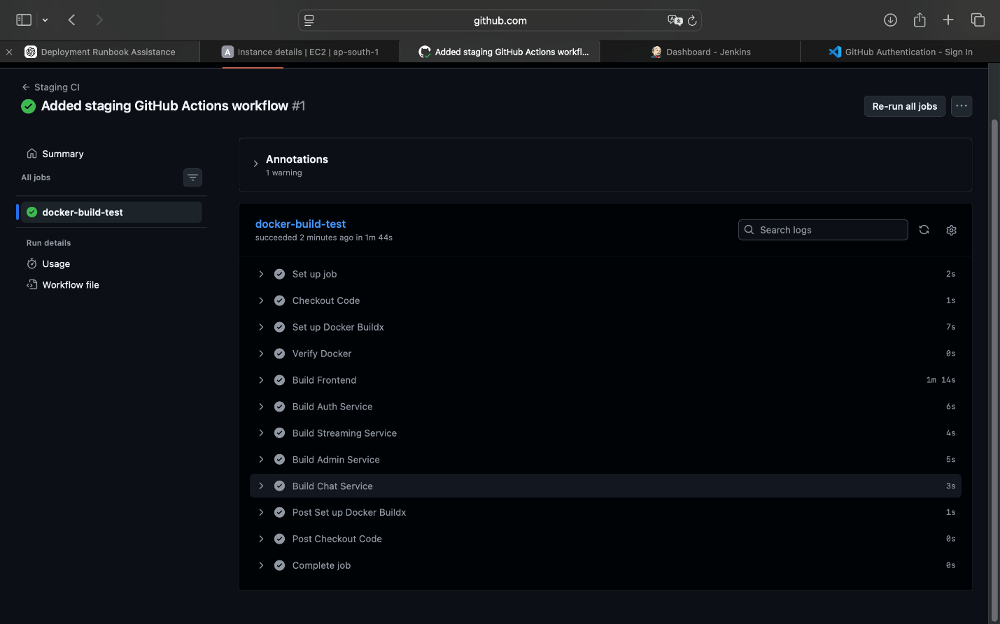 github.com
Deployment Runbook Assistance
A Instance details | EC2 | ap-south-1
Added staging GitHub Actions workfl...
Dashboard - Jenkins
GitHub Authentication - Sign In
Staging CI
Added staging GitHub Actions workflow #1
Re-run all jobs
Summary
All jobs
docker-build-test
Run details
Usage
Workflow file
Annotations
1 warning
docker-build-test
succeeded 2 minutes ago in 1m 44s
Search logs
Set up job 2s
Checkout Code 1s
Set up Docker Buildx 7s
Verify Docker 0s
Build Frontend 1m 14s
Build Auth Service 6s
Build Streaming Service 4s
Build Admin Service 5s
Build Chat Service 3s
Post Set up Docker Buildx 1s
Post Checkout Code 0s
Complete job 0s